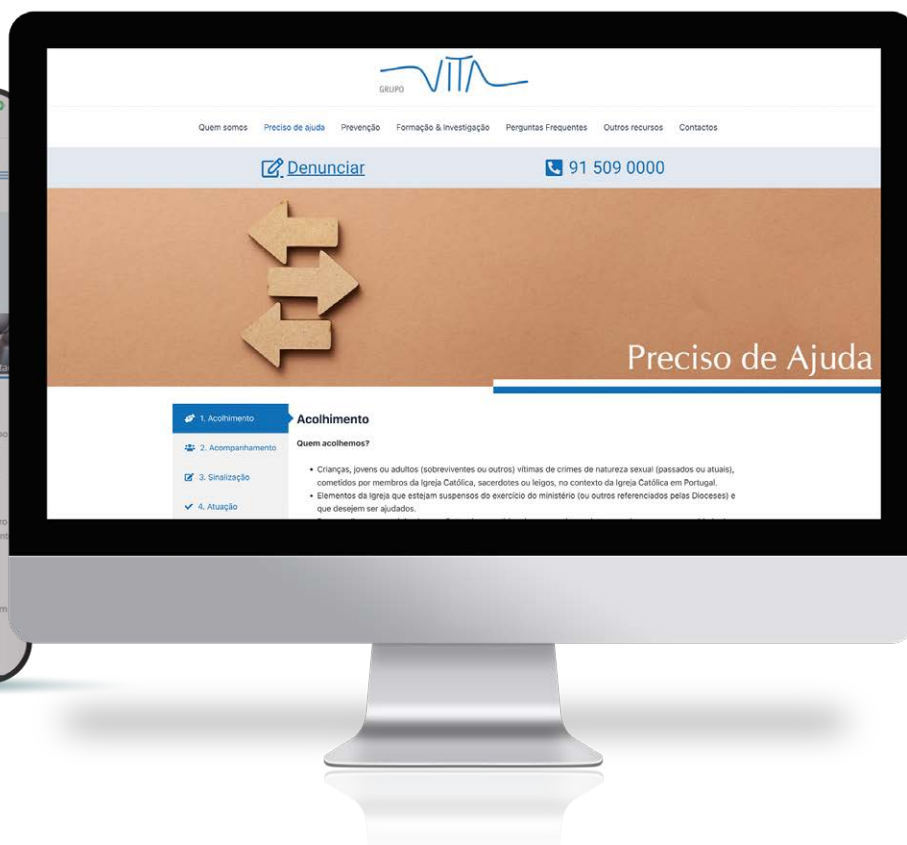 GRUPO VITA
Quem somos Preciso de ajuda Prevenção Formação & Investigação Perguntas Frequentes Outros recursos Contactos
Denunciar 91 509 0000
Preciso de Ajuda
1. Acolhimento
2. Acompanhamento
3. Sinalização
4. Atuação
Acolhimento
Quem acolhemos?
• Crianças, jovens ou adultos (sobreviventes ou outros) vítimas de crimes de natureza sexual (passados ou atuais),
cometidos por membros da Igreja Católica, sacerdotes ou leigos, no contexto da Igreja Católica em Portugal.
• Elementos da Igreja que estejam suspensos do exercício do ministério (ou outros referenciados pelas Dioceses) e
que desejem ser ajudados.